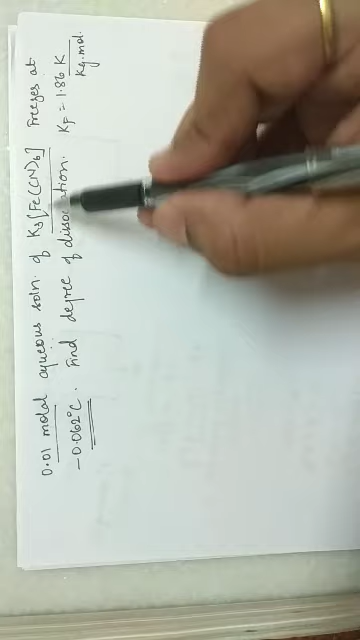 0.01 molal aqueous soln. of K3[Fe(CN)6] Freezes at
-0.062°C. Find degree of dissociation. KF = 1.86 K
Kg.mol.